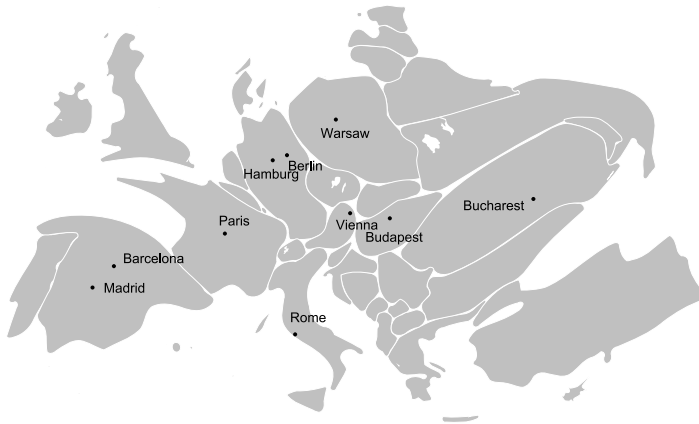 Warsaw
Berlin
Hamburg
Bucharest
Paris
Vienna
Budapest
Barcelona
Madrid
Rome